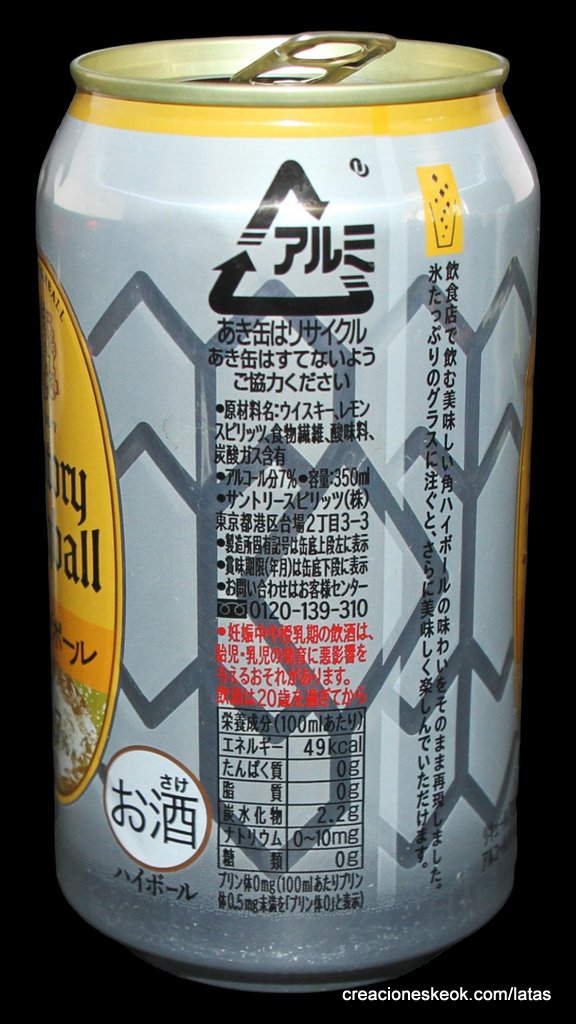 アルミ
あき缶はリサイクル
あき缶はすてないよう
ご協力ください
●原材料名:ウイスキー、レモン
スピリッツ、食物繊維、酸味料、
炭酸ガス含有
●アルコール分7%●容量:350ml
●サントリースピリッツ(株)
東京都港区台場2丁目3-3
●製造所固有記号は缶底上段左に表示
●賞味期限(年月)は缶底下段に表示
●お問い合わせはお客様センター
0120-139-310
●妊娠中や授乳期の飲酒は、
胎児・乳児の発育に悪影響を
与えるおそれがあります。
飲酒は20歳を過ぎてから
栄養成分(100mlあたり)
エネルギー 49kcal
たんぱく質 0g
脂質 0g
炭水化物 2.2g
ナトリウム 0~10mg
糖類 0g
プリン体0mg(100mlあたりプリン
体0.5mg未満を「プリン体0」と表示)
飲食店で飲む美味しい角ハイボールの味わいをそのまま再現しました。
氷たっぷりのグラスに注ぐと、さらに美味しく楽しんでいただけます。
ory
ball
ボール
さけ
お酒
ハイボール
creacioneskeok.com/latas